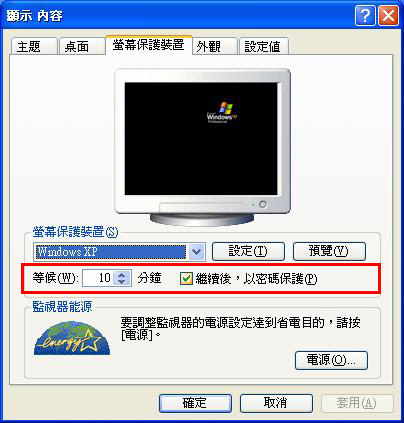 顯示 內容
主題 桌面 螢幕保護裝置 外觀 設定值
Windows XP
Professional
螢幕保護裝置(S)
Windows XP 設定(T) 預覽(V)
等候(W): 10 分鐘 繼續後，以密碼保護(P)
監視器能源
energy
要調整監視器的電源設定達到省電目的，請按
[電源]。
電源(O)...
確定 取消 套用(A)